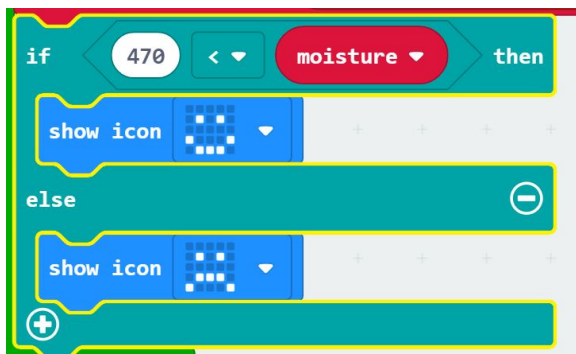 if 470 < moisture then
show icon
else
show icon